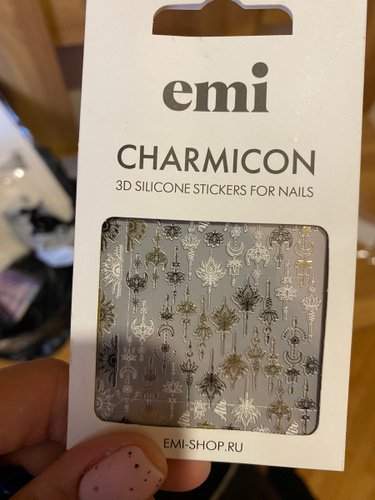 emi
CHARMICON
3D SILICONE STICKERS FOR NAILS
EMI-SHOP.RU